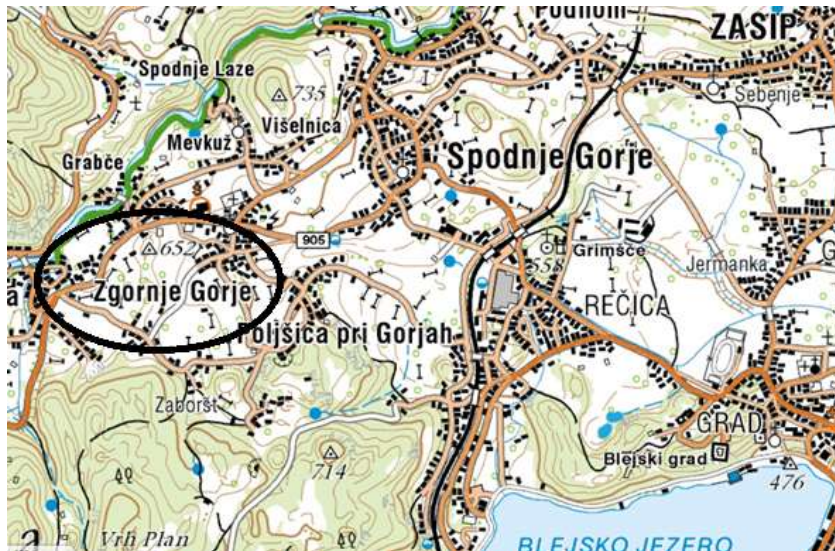 Podhom
ZASIP
Spodnje Laze
735
Sebenje
Višelnica
Mevkuž
Grabče
Spodnje Gorje
905
652
Grimšče
558
Jermanka
Zgornje Gorje
REČICA
Poljšica pri Gorjah
Zaboršt
GRAD
714
Blejski grad
476
Vrh Plan
BLEJSKO JEZERO